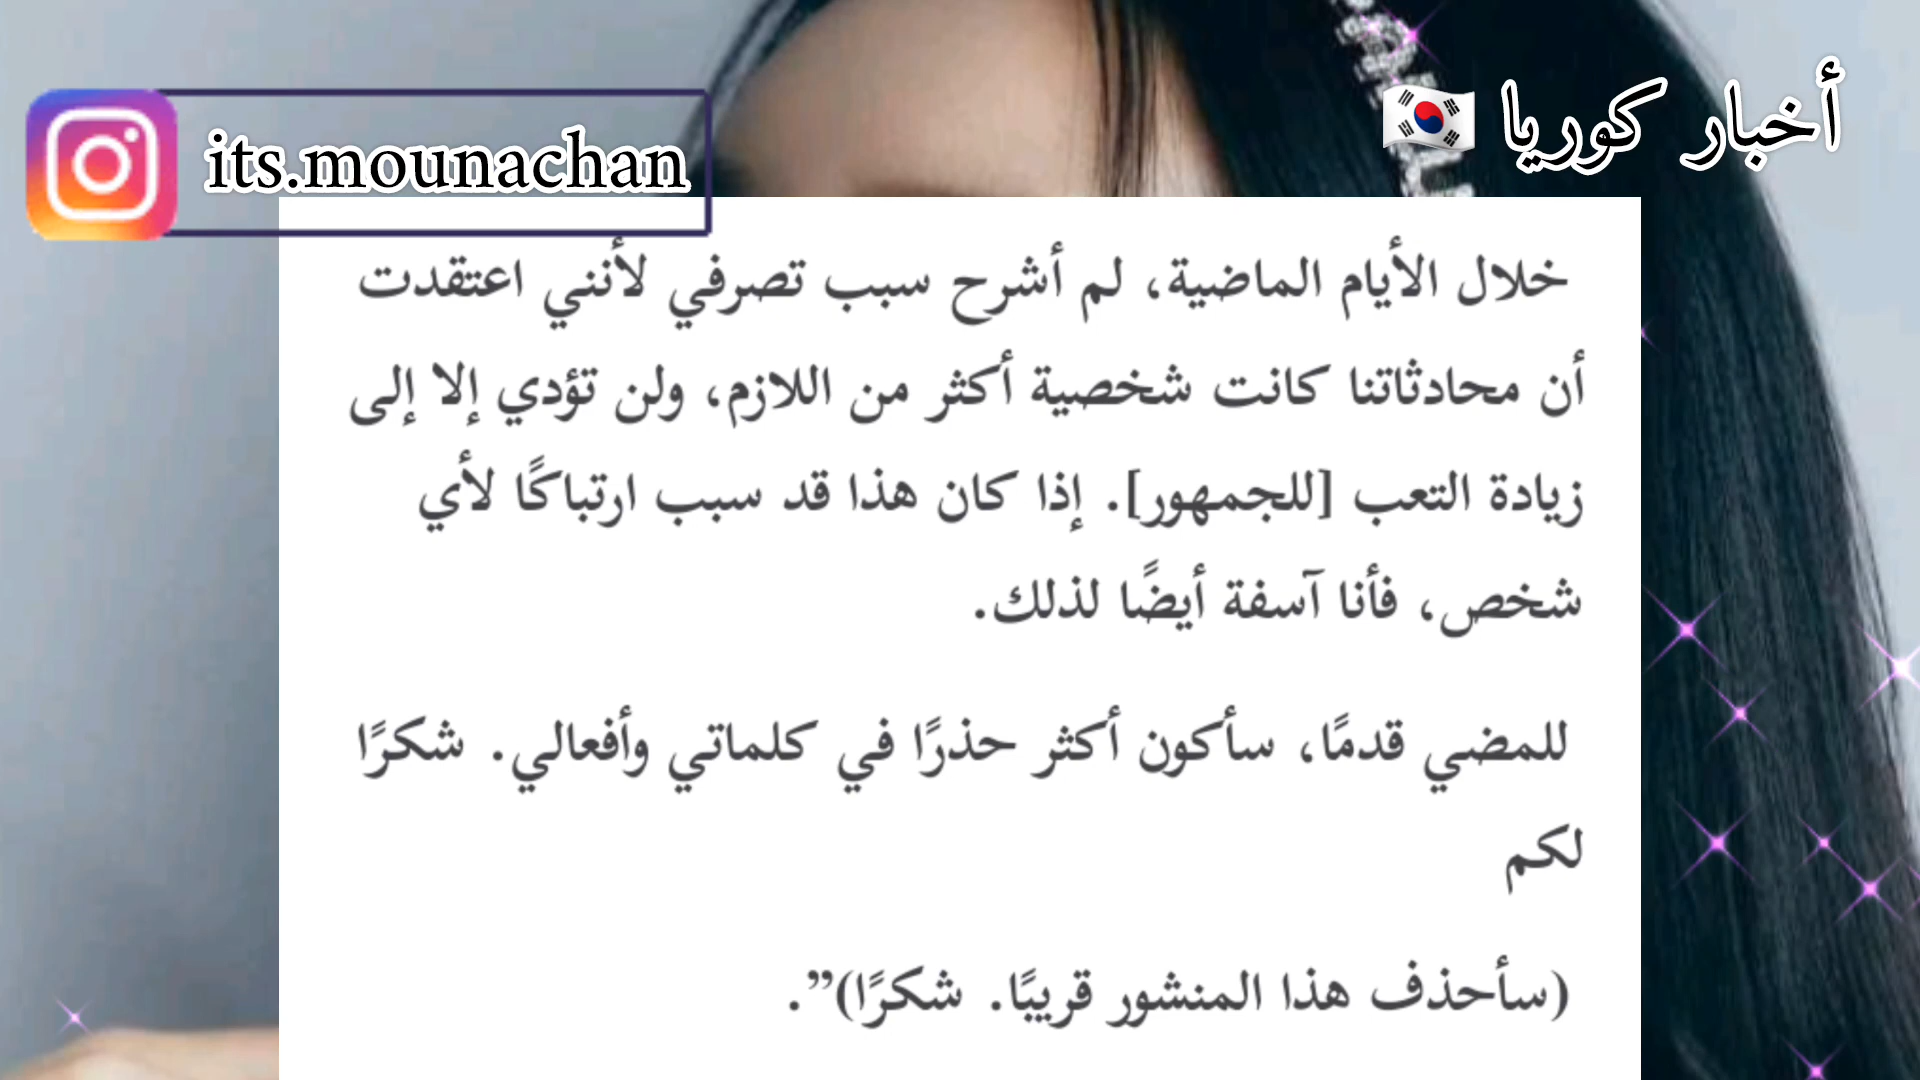 أخبار كوريا 🇰🇷
its.mounachan
خلال الأيام الماضية، لم أشرح سبب تصرفي لأنني اعتقدت
أن محادثاتنا كانت شخصية أكثر من اللازم، ولن تؤدي إلا إلى
زيادة التعب [للجمهور]. إذا كان هذا قد سبب ارتباكًا لأي
شخص، فأنا آسفة أيضًا لذلك.
للمضي قدمًا، سأكون أكثر حذرًا في كلماتي وأفعالي. شكرًا
لكم
(سأحذف هذا المنشور قريبًا. شكرًا)”.